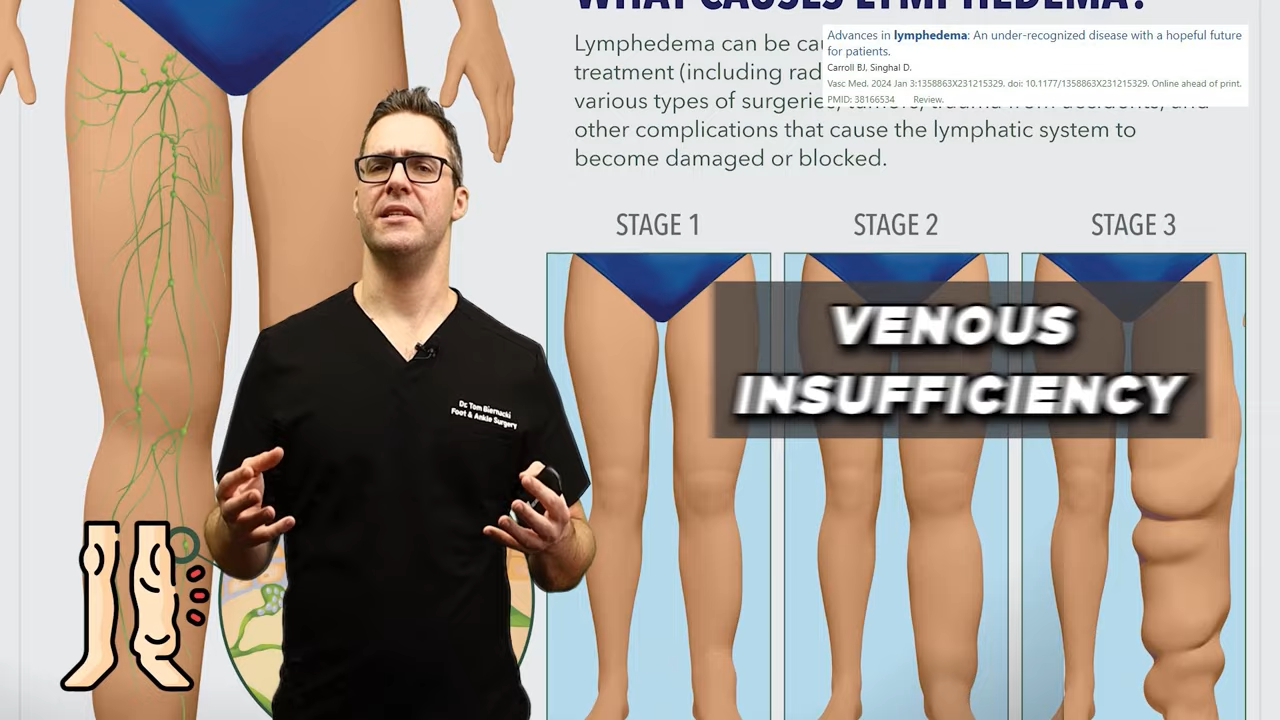 WHAT CAUSES LYMPHEDEMA?
Lymphedema can be cau
treatment (including rad
various types of surgeries, tumors, trauma from accidents, and
other complications that cause the lymphatic system to
become damaged or blocked.
Advances in lymphedema: An under-recognized disease with a hopeful future
for patients.
Carroll BJ, Singhal D.
Vasc Med. 2024 Jan 3:1358863X231215329. doi: 10.1177/1358863X231215329. Online ahead of print.
PMID: 38166534 Review.
STAGE 1
STAGE 2
STAGE 3
VENOUS
INSUFFICIENCY
Dr. Tom Biernacki
Foot & Ankle Surgery